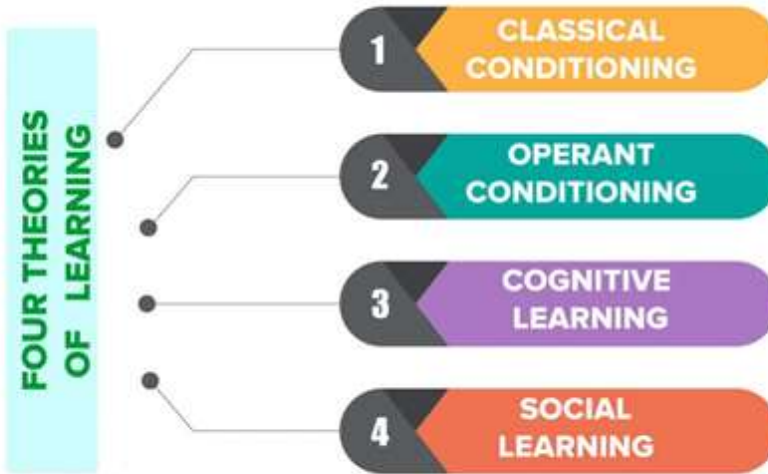 FOUR THEORIES
OF LEARNING
1
CLASSICAL
CONDITIONING
2
OPERANT
CONDITIONING
3
COGNITIVE
LEARNING
4
SOCIAL
LEARNING